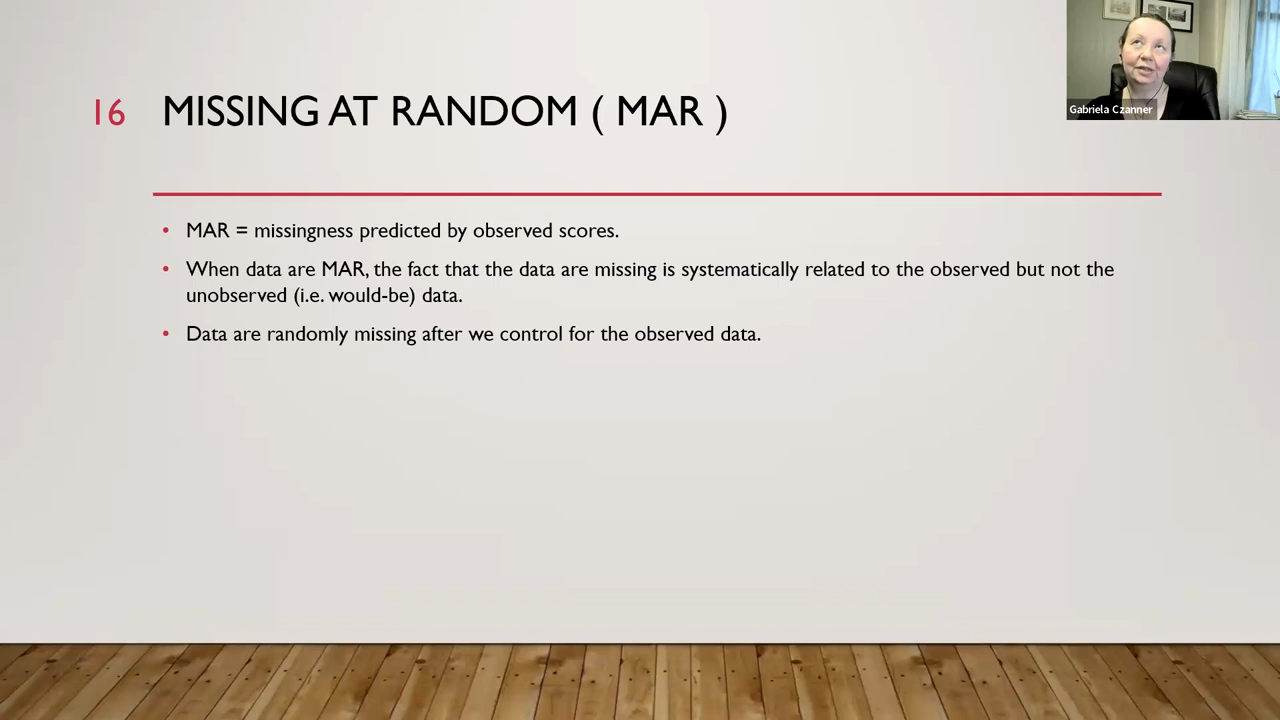 16 MISSING AT RANDOM ( MAR )
Gabriela Czanner
• MAR = missingness predicted by observed scores.
• When data are MAR, the fact that the data are missing is systematically related to the observed but not the
unobserved (i.e. would-be) data.
• Data are randomly missing after we control for the observed data.